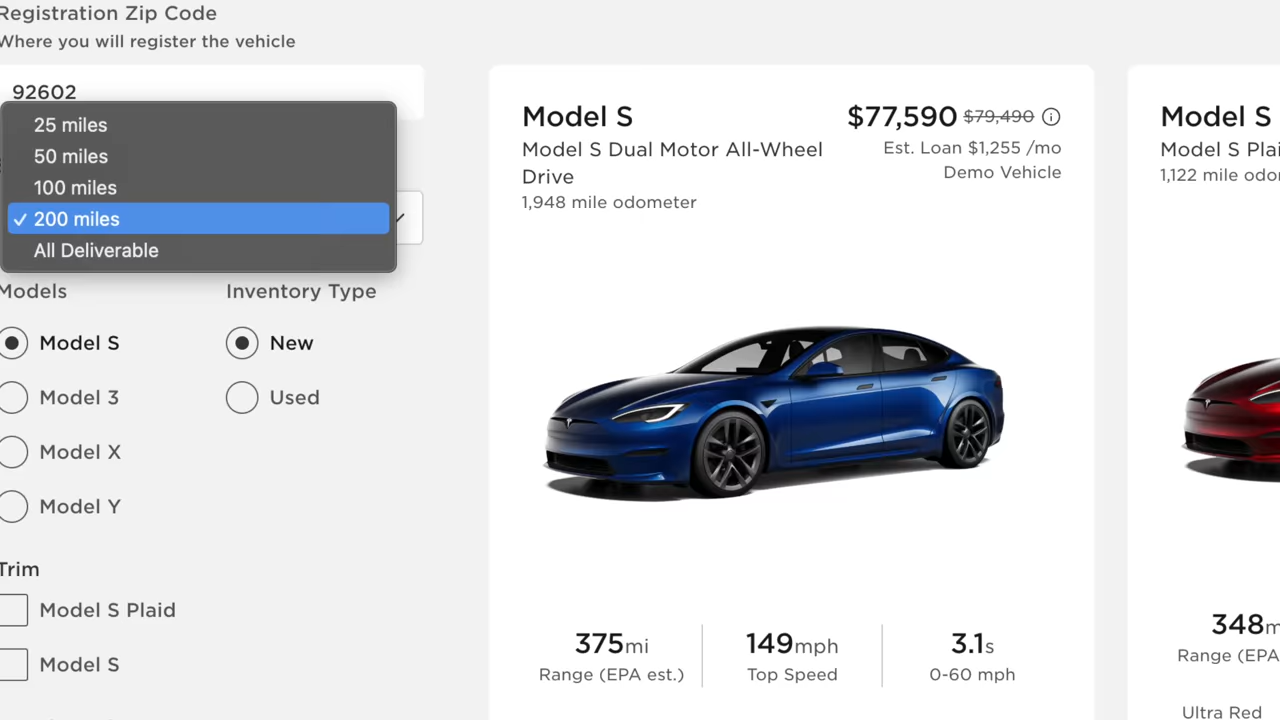 Registration Zip Code
Where you will register the vehicle
92602
25 miles
50 miles
100 miles
✓ 200 miles
All Deliverable
Models
Model S
Model 3
Model X
Model Y
Inventory Type
New
Used
Trim
Model S Plaid
Model S
Model S
$77,590 $79,490
Model S Dual Motor All-Wheel
Drive
Est. Loan $1,255 /mo
Demo Vehicle
1,948 mile odometer
375mi
Range (EPA est.)
149mph
Top Speed
3.1s
0-60 mph
Model S
Model S Plai
1,122 mile odo
348m
Range (EPA
Ultra Red